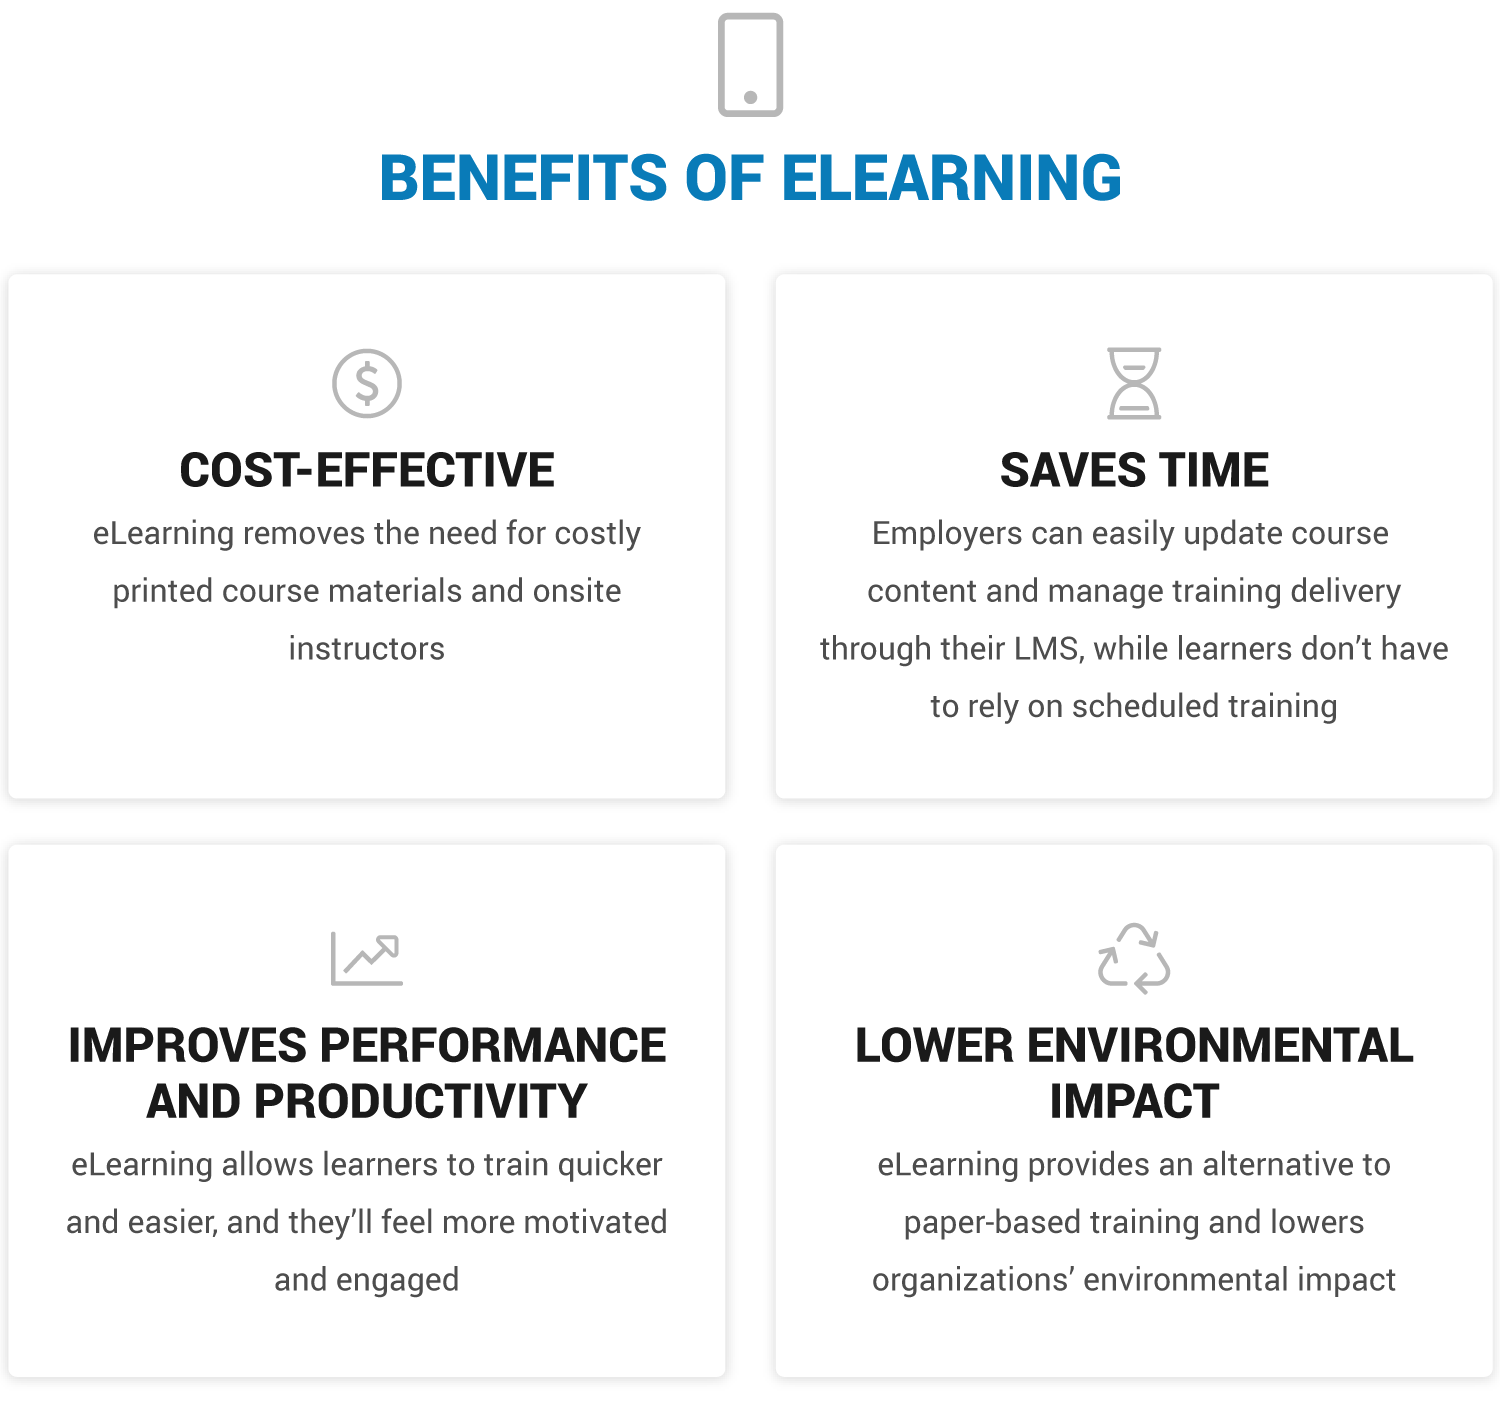 BENEFITS OF ELEARNING
COST-EFFECTIVE
eLearning removes the need for costly
printed course materials and onsite
instructors
SAVES TIME
Employers can easily update course
content and manage training delivery
through their LMS, while learners don’t have
to rely on scheduled training
IMPROVES PERFORMANCE
AND PRODUCTIVITY
eLearning allows learners to train quicker
and easier, and they’ll feel more motivated
and engaged
LOWER ENVIRONMENTAL
IMPACT
eLearning provides an alternative to
paper-based training and lowers
organizations’ environmental impact